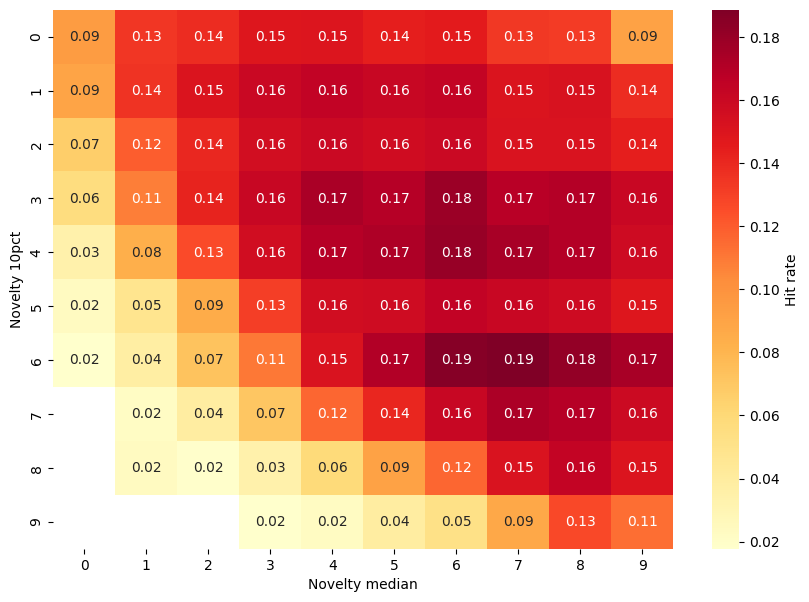 0 0.09 0.13 0.14 0.15 0.15 0.14 0.15 0.13 0.13 0.09
1 0.09 0.14 0.15 0.16 0.16 0.16 0.16 0.15 0.15 0.14
2 0.07 0.12 0.14 0.16 0.16 0.16 0.16 0.15 0.15 0.14
3 0.06 0.11 0.14 0.16 0.17 0.17 0.18 0.17 0.17 0.16
4 0.03 0.08 0.13 0.16 0.17 0.17 0.18 0.17 0.17 0.16
5 0.02 0.05 0.09 0.13 0.16 0.16 0.16 0.16 0.16 0.15
6 0.02 0.04 0.07 0.11 0.15 0.17 0.19 0.19 0.18 0.17
7 0.02 0.04 0.07 0.12 0.14 0.16 0.17 0.17 0.16
8 0.02 0.02 0.03 0.06 0.09 0.12 0.15 0.16 0.15
9 0.02 0.02 0.04 0.05 0.09 0.13 0.11
0 1 2 3 4 5 6 7 8 9
Novelty median
Novelty 10pct
0.18
0.16
0.14
0.12
0.10
0.08
0.06
0.04
0.02
Hit rate